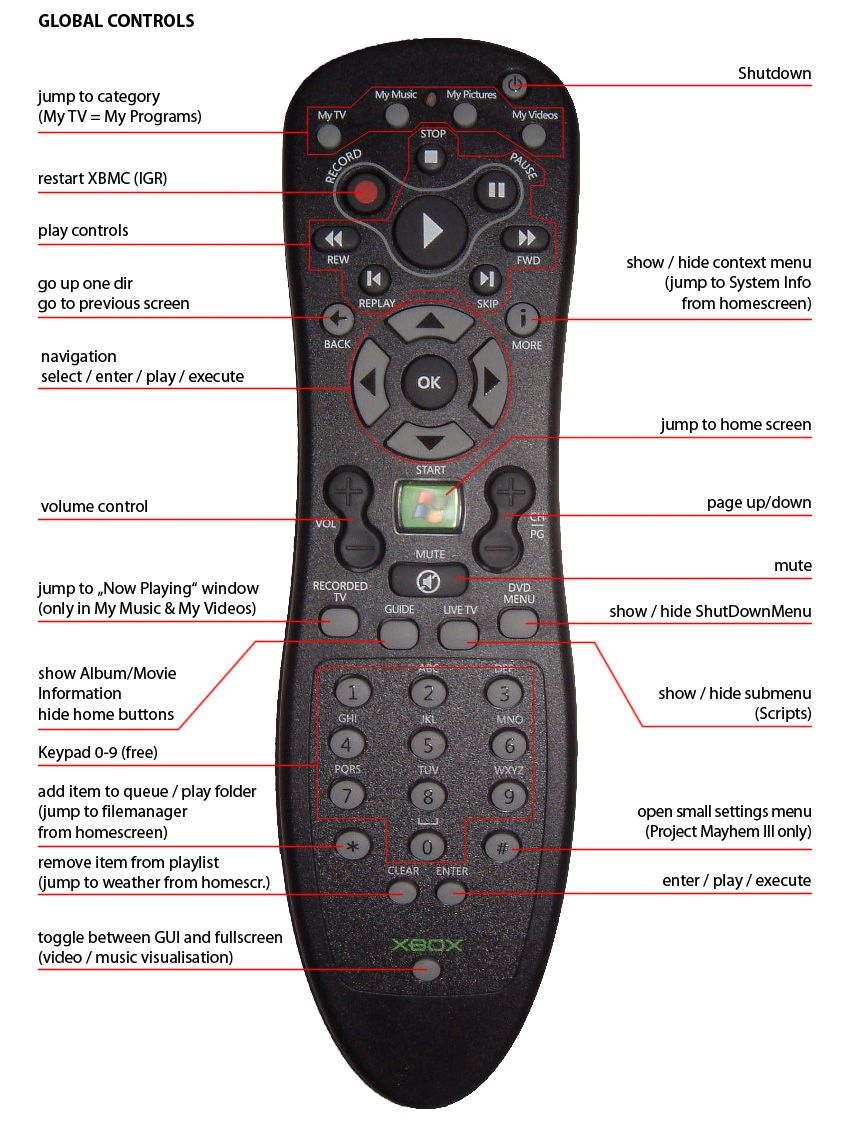 GLOBAL CONTROLS
Shutdown
jump to category
(My TV = My Programs)
My Music
My Pictures
My TV
My Videos
STOP
RECORD
PAUSE
restart XBMC (IGR)
play controls
REW
FWD
go up one dir
go to previous screen
show / hide context menu
(jump to System Info
from homescreen)
REPLAY
SKIP
i
BACK
MORE
navigation
select / enter / play / execute
OK
jump to home screen
START
volume control
VOL
page up/down
CH
PG
MUTE
mute
jump to „Now Playing“ window
(only in My Music & My Videos)
RECORDED
TV
DVD
MENU
GUIDE
LIVE TV
show / hide ShutDownMenu
show Album/Movie
Information
hide home buttons
show / hide submenu
(Scripts)
ABC
DEF
1
2
3
GHI
JKL
MNO
4
5
6
Keypad 0-9 (free)
PQRS
TUV
WXYZ
7
8
9
add item to queue / play folder
(jump to filemanager
from homescreen)
open small settings menu
(Project Mayhem III only)
*
0
#
remove item from playlist
(jump to weather from homescr.)
CLEAR
ENTER
enter / play / execute
toggle between GUI and fullscreen
(video / music visualisation)
XBOX